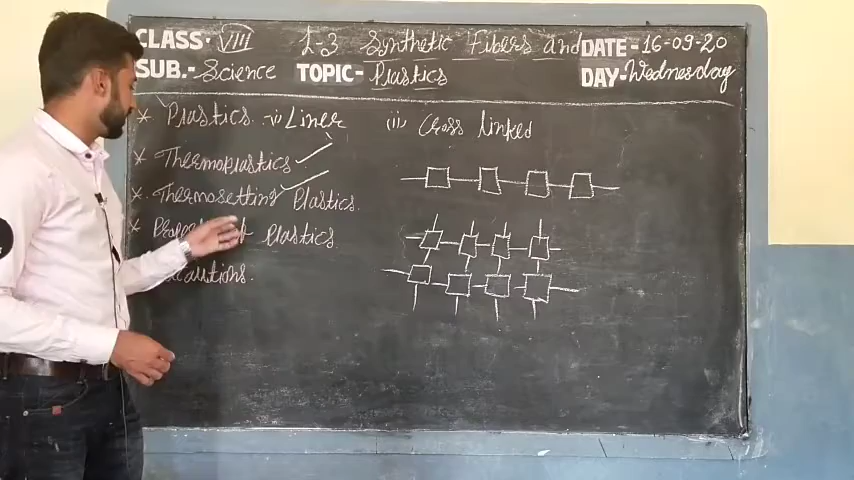 CLASS:- VIII L-3 Synthetic Fibers and DATE - 16-09-20
SUB.- Science TOPIC- Plastics DAY- Wednesday
* Plastics. (i) Liner (ii) Cross linked
* Thermoplastics
* Thermosetting Plastics.
* Plastics.